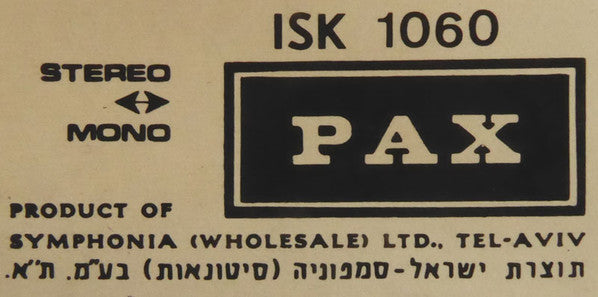 ISK 1060
STEREO
MONO
PAX
PRODUCT OF
SYMPHONIA (WHOLESALE) LTD., TEL-AVIV
תוצרת ישראל-סמפוניה (סיטונאות) בע"מ. ת"א.